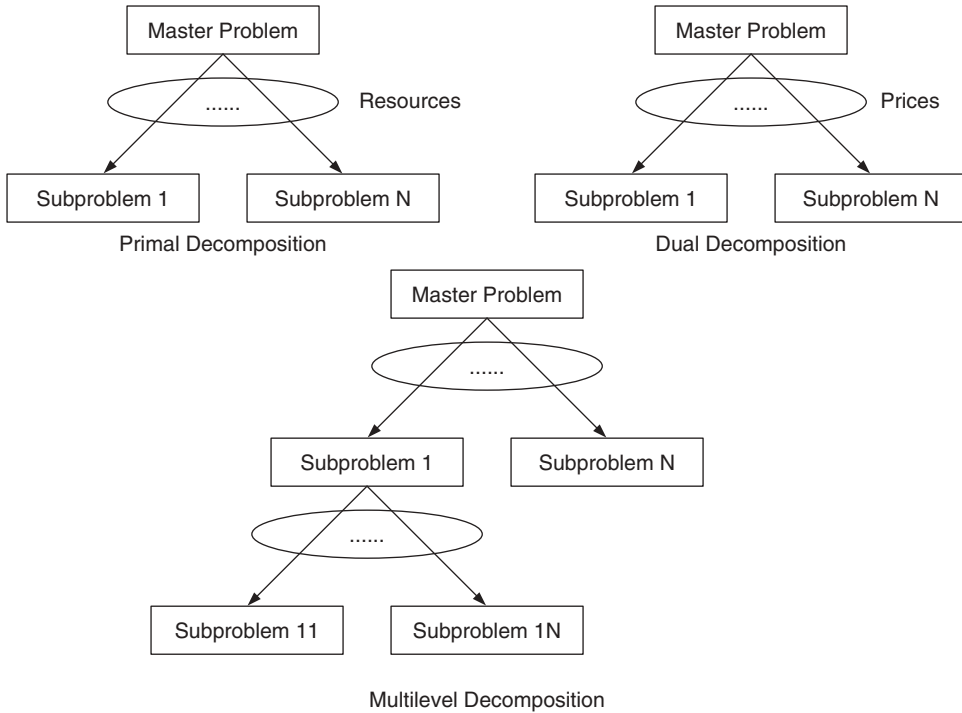 Master Problem
...... Resources
Subproblem 1 Subproblem N
Primal Decomposition
Master Problem
...... Prices
Subproblem 1 Subproblem N
Dual Decomposition
Master Problem
......
Subproblem 1 Subproblem N
......
Subproblem 11 Subproblem 1N
Multilevel Decomposition